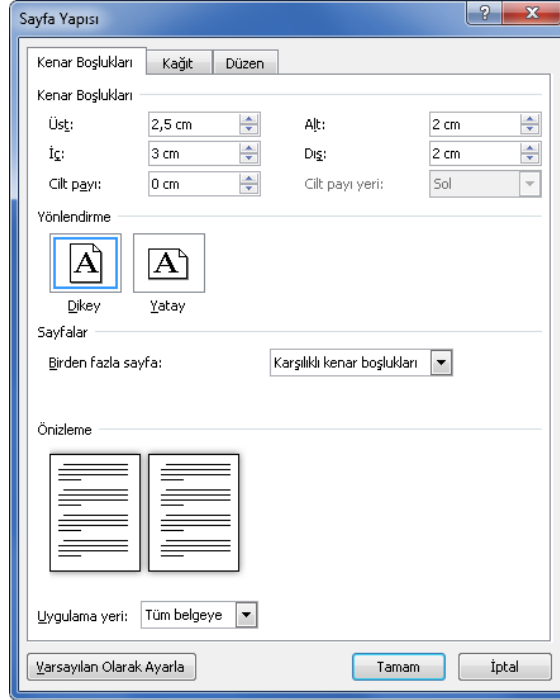 Sayfa Yapısı
Kenar Boşlukları Kağıt Düzen
Kenar Boşlukları
Üst: 2,5 cm Alt: 2 cm
İç: 3 cm Dış: 2 cm
Cilt payı: 0 cm Cilt payı yeri: Sol
Yönlendirme
A A
Dikey Yatay
Sayfalar
Birden fazla sayfa: Karşılıklı kenar boşlukları
Önizleme
Uygulama yeri: Tüm belgeye
Varsayılan Olarak Ayarla Tamam İptal